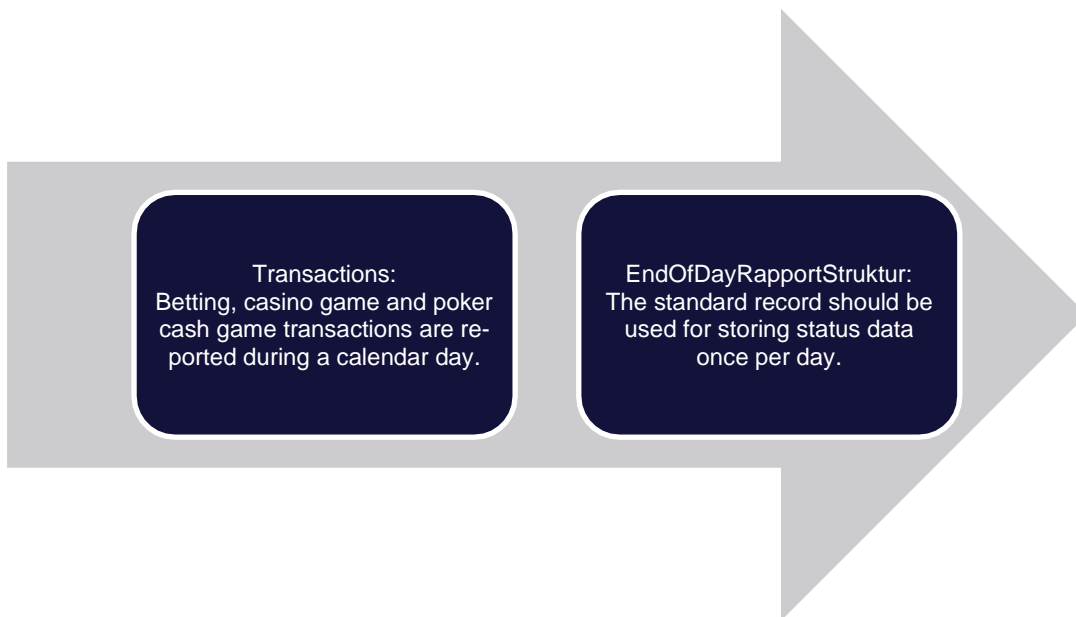 Transactions:
Betting, casino game and poker
cash game transactions are re-
ported during a calendar day.
EndOfDayRapportStruktur:
The standard record should be
used for storing status data
once per day.